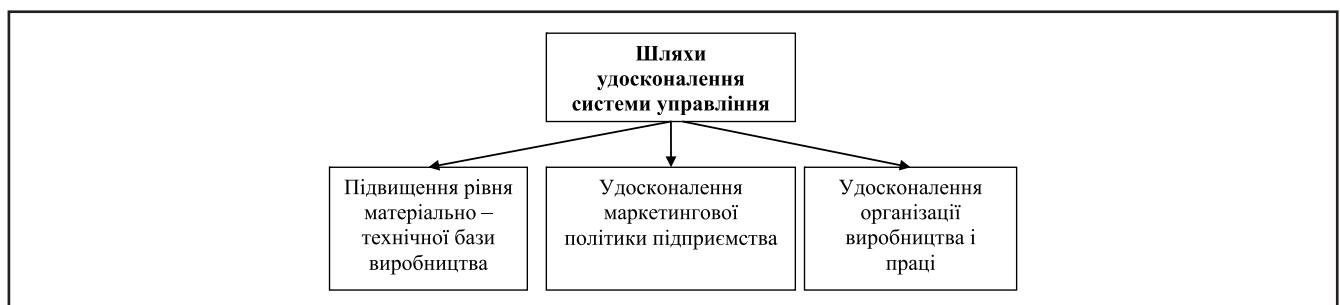 Шляхи
удосконалення
системи управління
Підвищення рівня
матеріально –
технічної бази
виробництва
Удосконалення
маркетингової
політики підприємства
Удосконалення
організації
виробництва і
праці